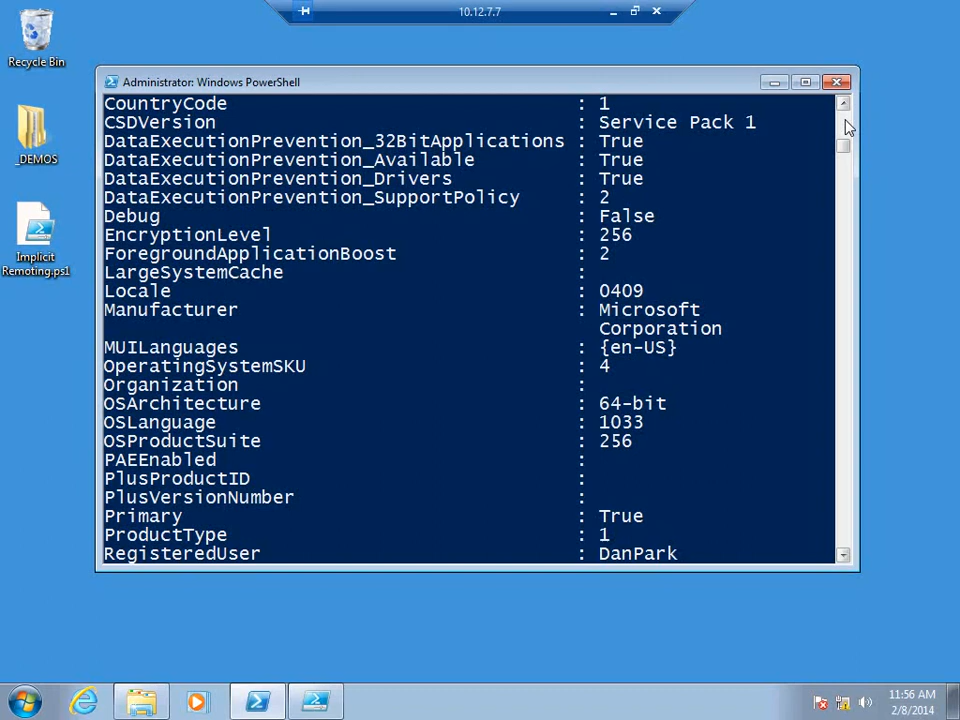 10.12.7.7
Recycle Bin
_DEMOS
Implicit
Remoting.ps1
Administrator: Windows PowerShell
CountryCode : 1
CSDVersion : Service Pack 1
DataExecutionPrevention_32BitApplications : True
DataExecutionPrevention_Available : True
DataExecutionPrevention_Drivers : True
DataExecutionPrevention_SupportPolicy : 2
Debug : False
EncryptionLevel : 256
ForegroundApplicationBoost : 2
LargeSystemCache :
Locale : 0409
Manufacturer : Microsoft
Corporation
MUILanguages : {en-US}
OperatingSystemSKU : 4
Organization :
OSArchitecture : 64-bit
OSLanguage : 1033
OSProductSuite : 256
PAEEnabled :
PlusProductID :
PlusVersionNumber :
Primary : True
ProductType : 1
RegisteredUser : DanPark
11:56 AM
2/8/2014